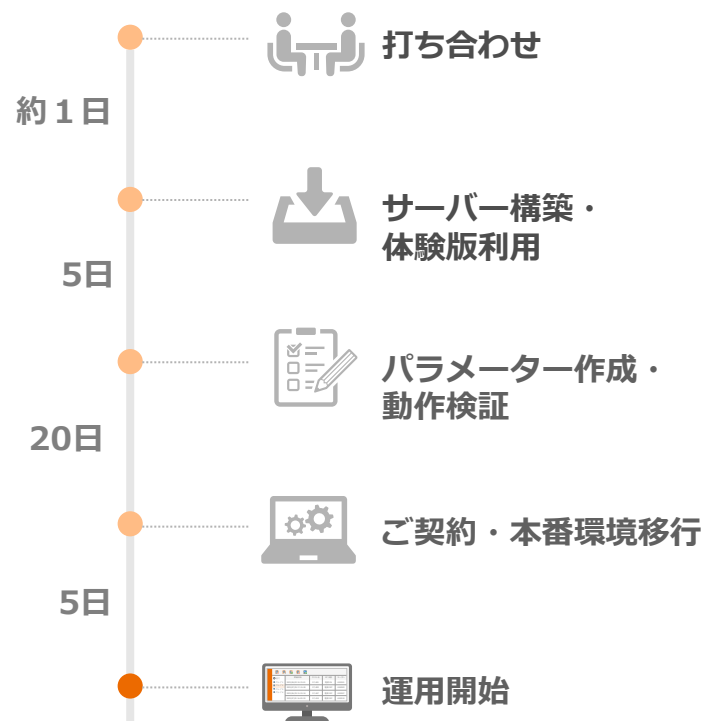 打ち合わせ
約１日
サーバー構築・
体験版利用
5日
パラメーター作成・
動作検証
20日
ご契約・本番環境移行
5日
運用開始